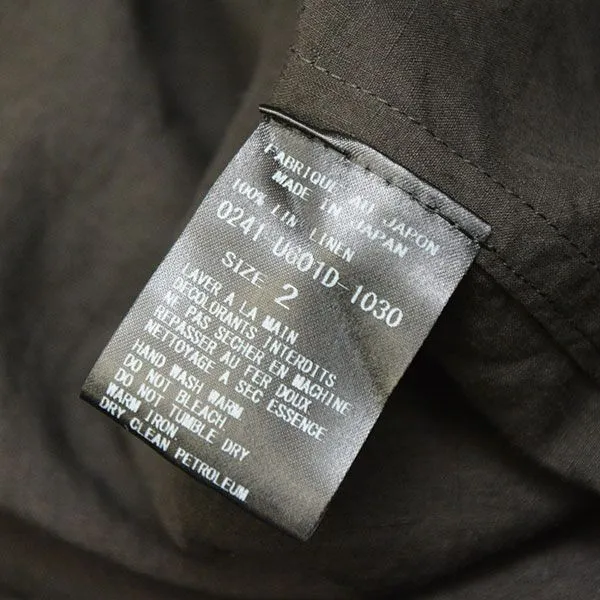 FABRIQUE AU JAPON
MADE IN JAPAN
100% LIN LINEN
0241 UG01D-1030
SIZE 2
LAVER A LA MAIN
DECOLORANTS INTERDITS
NE PAS SECHER EN MACHINE
REPASSER AU FER DOUX
NETTOYAGE A SEC ESSENCE
HAND WASH WARM
DO NOT BLEACH
DO NOT TUMBLE DRY
WARM IRON
DRY CLEAN PETROLEUM